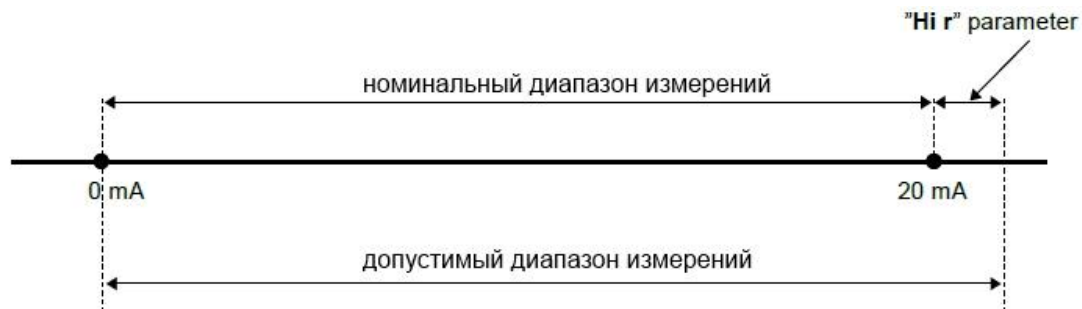 "Hi r" parameter
номинальный диапазон измерений
0 mA
20 mA
допустимый диапазон измерений